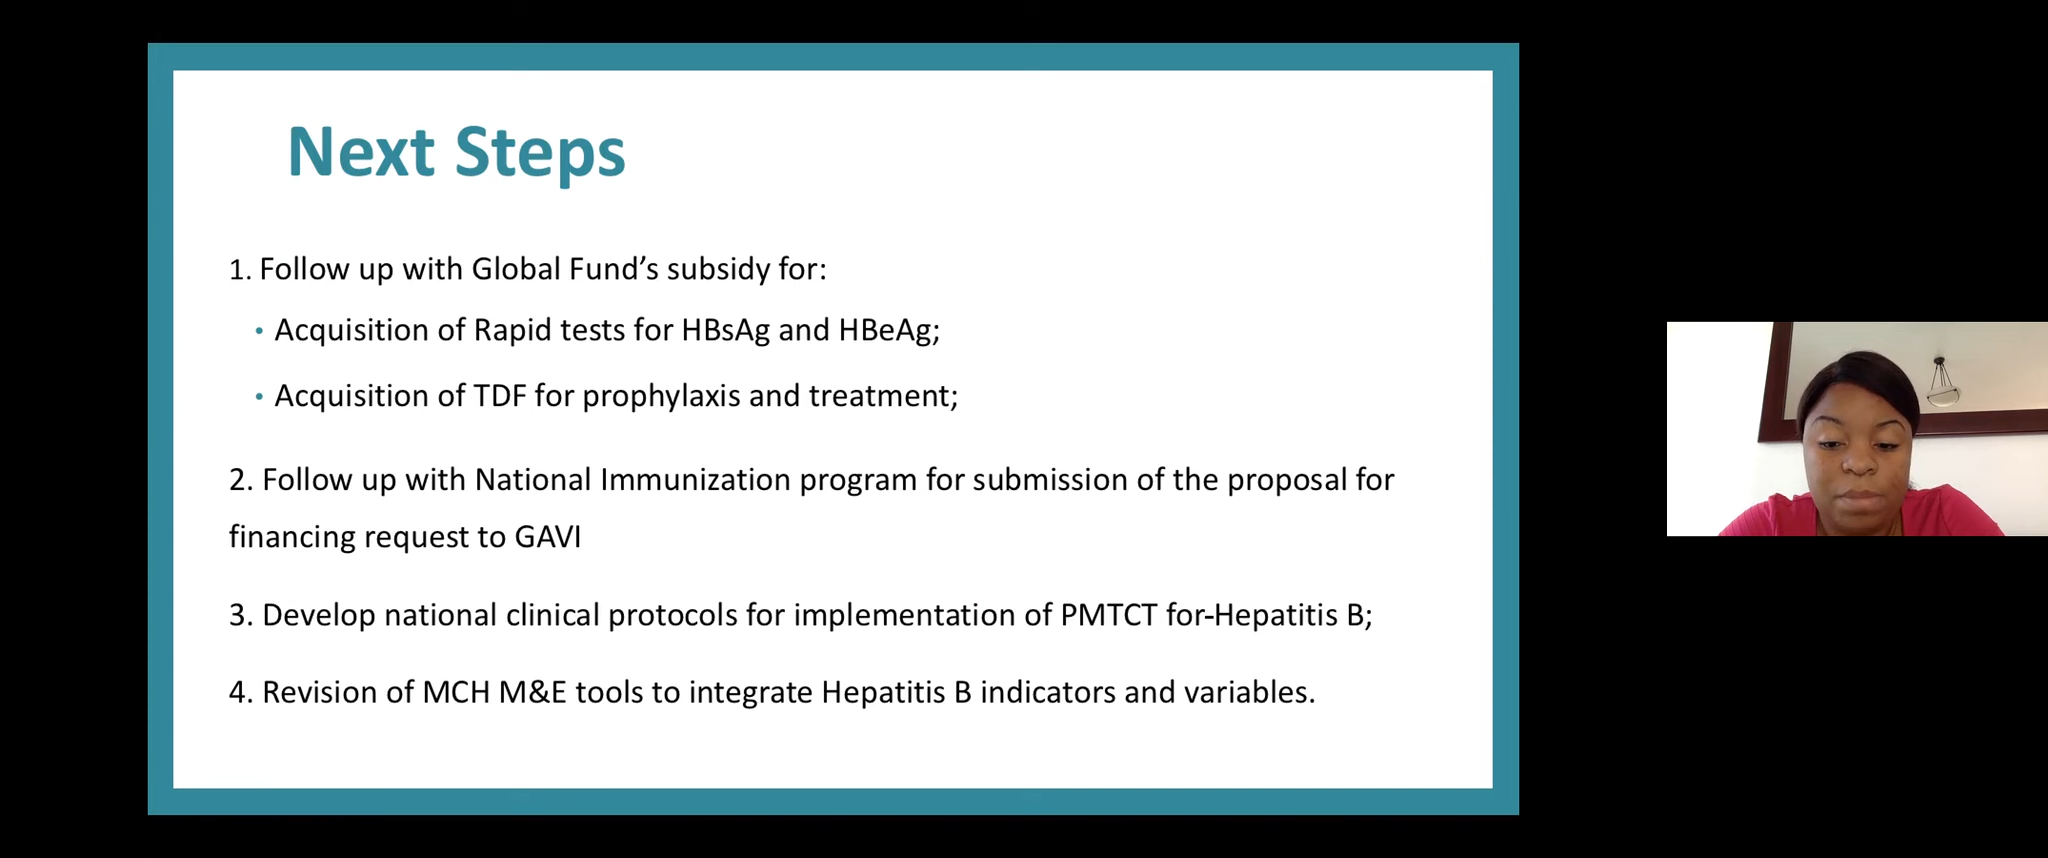 Next Steps
1. Follow up with Global Fund’s subsidy for:
• Acquisition of Rapid tests for HBsAg and HBeAg;
• Acquisition of TDF for prophylaxis and treatment;
2. Follow up with National Immunization program for submission of the proposal for
financing request to GAVI
3. Develop national clinical protocols for implementation of PMTCT for-Hepatitis B;
4. Revision of MCH M&E tools to integrate Hepatitis B indicators and variables.